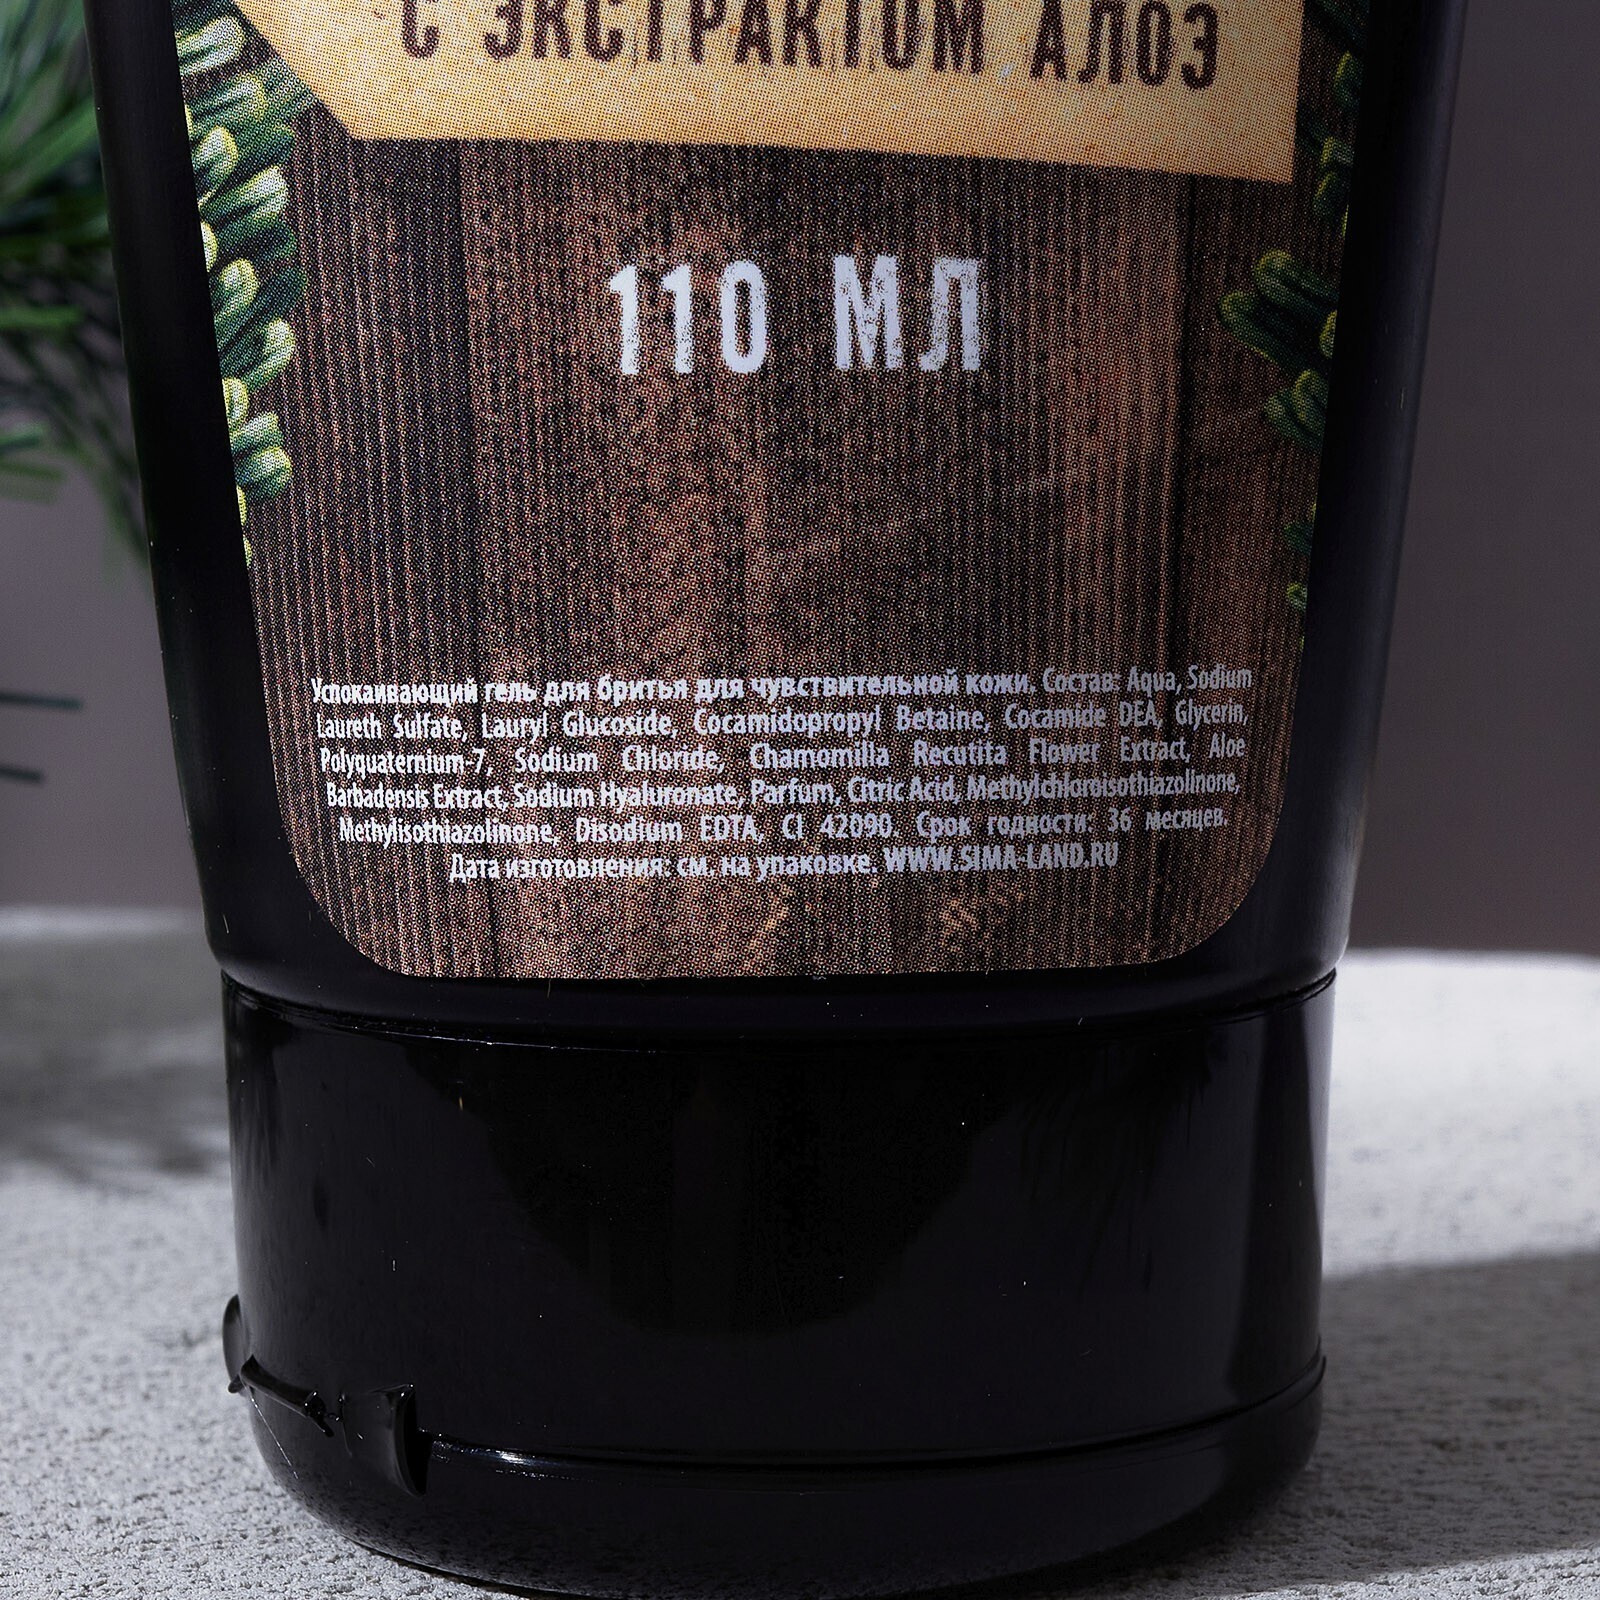 С ЭКСТРАКТОМ АЛОЭ
110 МЛ
Успокаивающий гель для бритья для чувствительной кожи. Состав: Aqua, Sodium
Laureth Sulfate, Lauryl Glucoside, Cocamidopropyl Betaine, Cocamide DEA, Glycerin,
Polyquaternium-7, Sodium Chloride, Chamomilla Recutita Flower Extract, Aloe
Barbadensis Extract, Sodium Hyaluronate, Parfum, Citric Acid, Methylchloroisothiazolinone,
Methylisothiazolinone, Disodium EDTA, CI 42090. Срок годности: 36 месяцев.
Дата изготовления: см. на упаковке. WWW.SIMA-LAND.RU